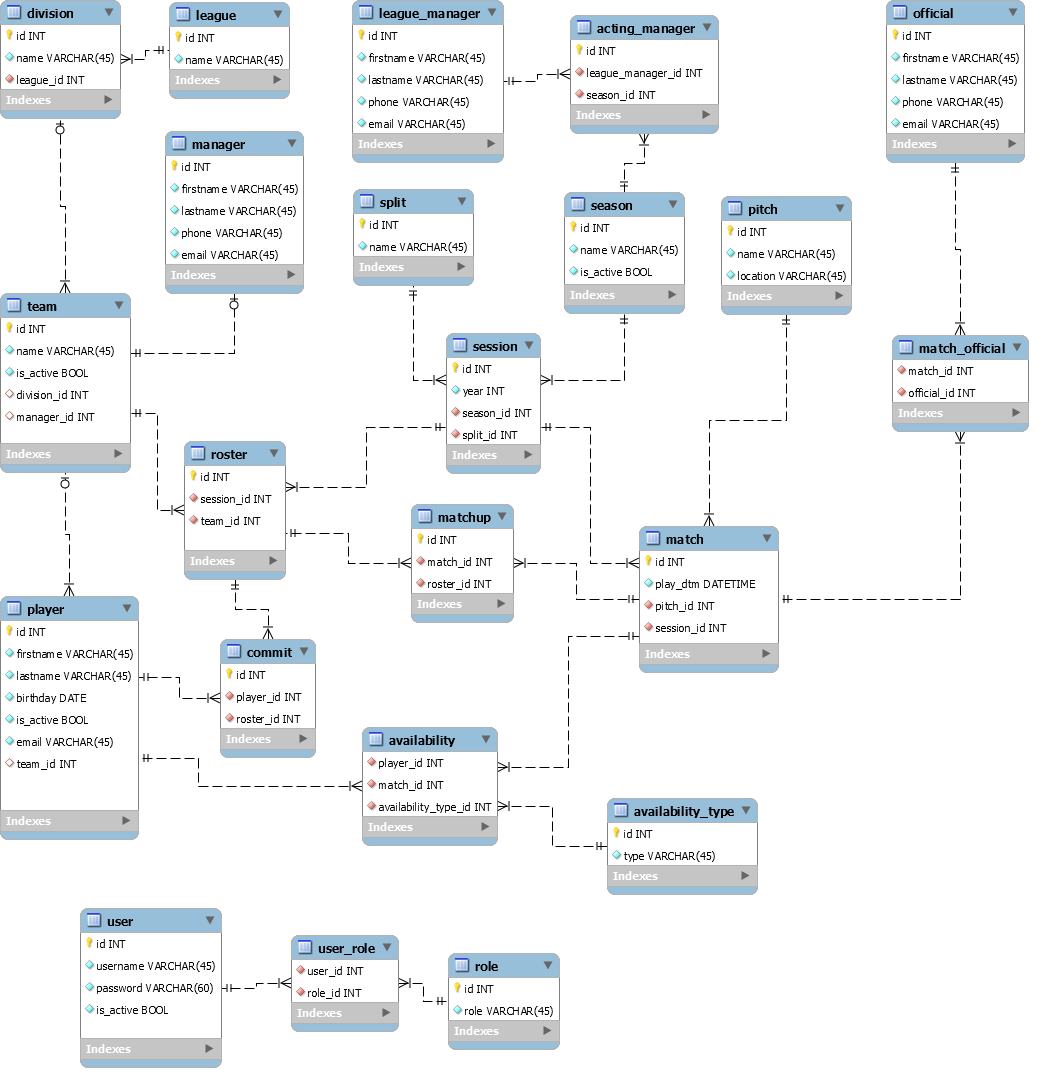 division
id INT
name VARCHAR(45)
league_id INT
Indexes
league
id INT
name VARCHAR(45)
Indexes
league_manager
id INT
firstname VARCHAR(45)
lastname VARCHAR(45)
phone VARCHAR(45)
email VARCHAR(45)
Indexes
acting_manager
id INT
league_manager_id INT
season_id INT
Indexes
official
id INT
firstname VARCHAR(45)
lastname VARCHAR(45)
phone VARCHAR(45)
email VARCHAR(45)
Indexes
manager
id INT
firstname VARCHAR(45)
lastname VARCHAR(45)
phone VARCHAR(45)
email VARCHAR(45)
Indexes
split
id INT
name VARCHAR(45)
Indexes
season
id INT
name VARCHAR(45)
is_active BOOL
Indexes
pitch
id INT
name VARCHAR(45)
location VARCHAR(45)
Indexes
team
id INT
name VARCHAR(45)
is_active BOOL
division_id INT
manager_id INT
Indexes
session
id INT
year INT
season_id INT
split_id INT
Indexes
match_official
match_id INT
official_id INT
Indexes
roster
id INT
session_id INT
team_id INT
Indexes
matchup
id INT
match_id INT
roster_id INT
Indexes
match
id INT
play_dtm DATETIME
pitch_id INT
session_id INT
Indexes
player
id INT
firstname VARCHAR(45)
lastname VARCHAR(45)
birthday DATE
is_active BOOL
email VARCHAR(45)
team_id INT
Indexes
commit
id INT
player_id INT
roster_id INT
Indexes
availability
player_id INT
match_id INT
availability_type_id INT
Indexes
availability_type
id INT
type VARCHAR(45)
Indexes
user
id INT
username VARCHAR(45)
password VARCHAR(60)
is_active BOOL
Indexes
user_role
user_id INT
role_id INT
Indexes
role
id INT
role VARCHAR(45)
Indexes